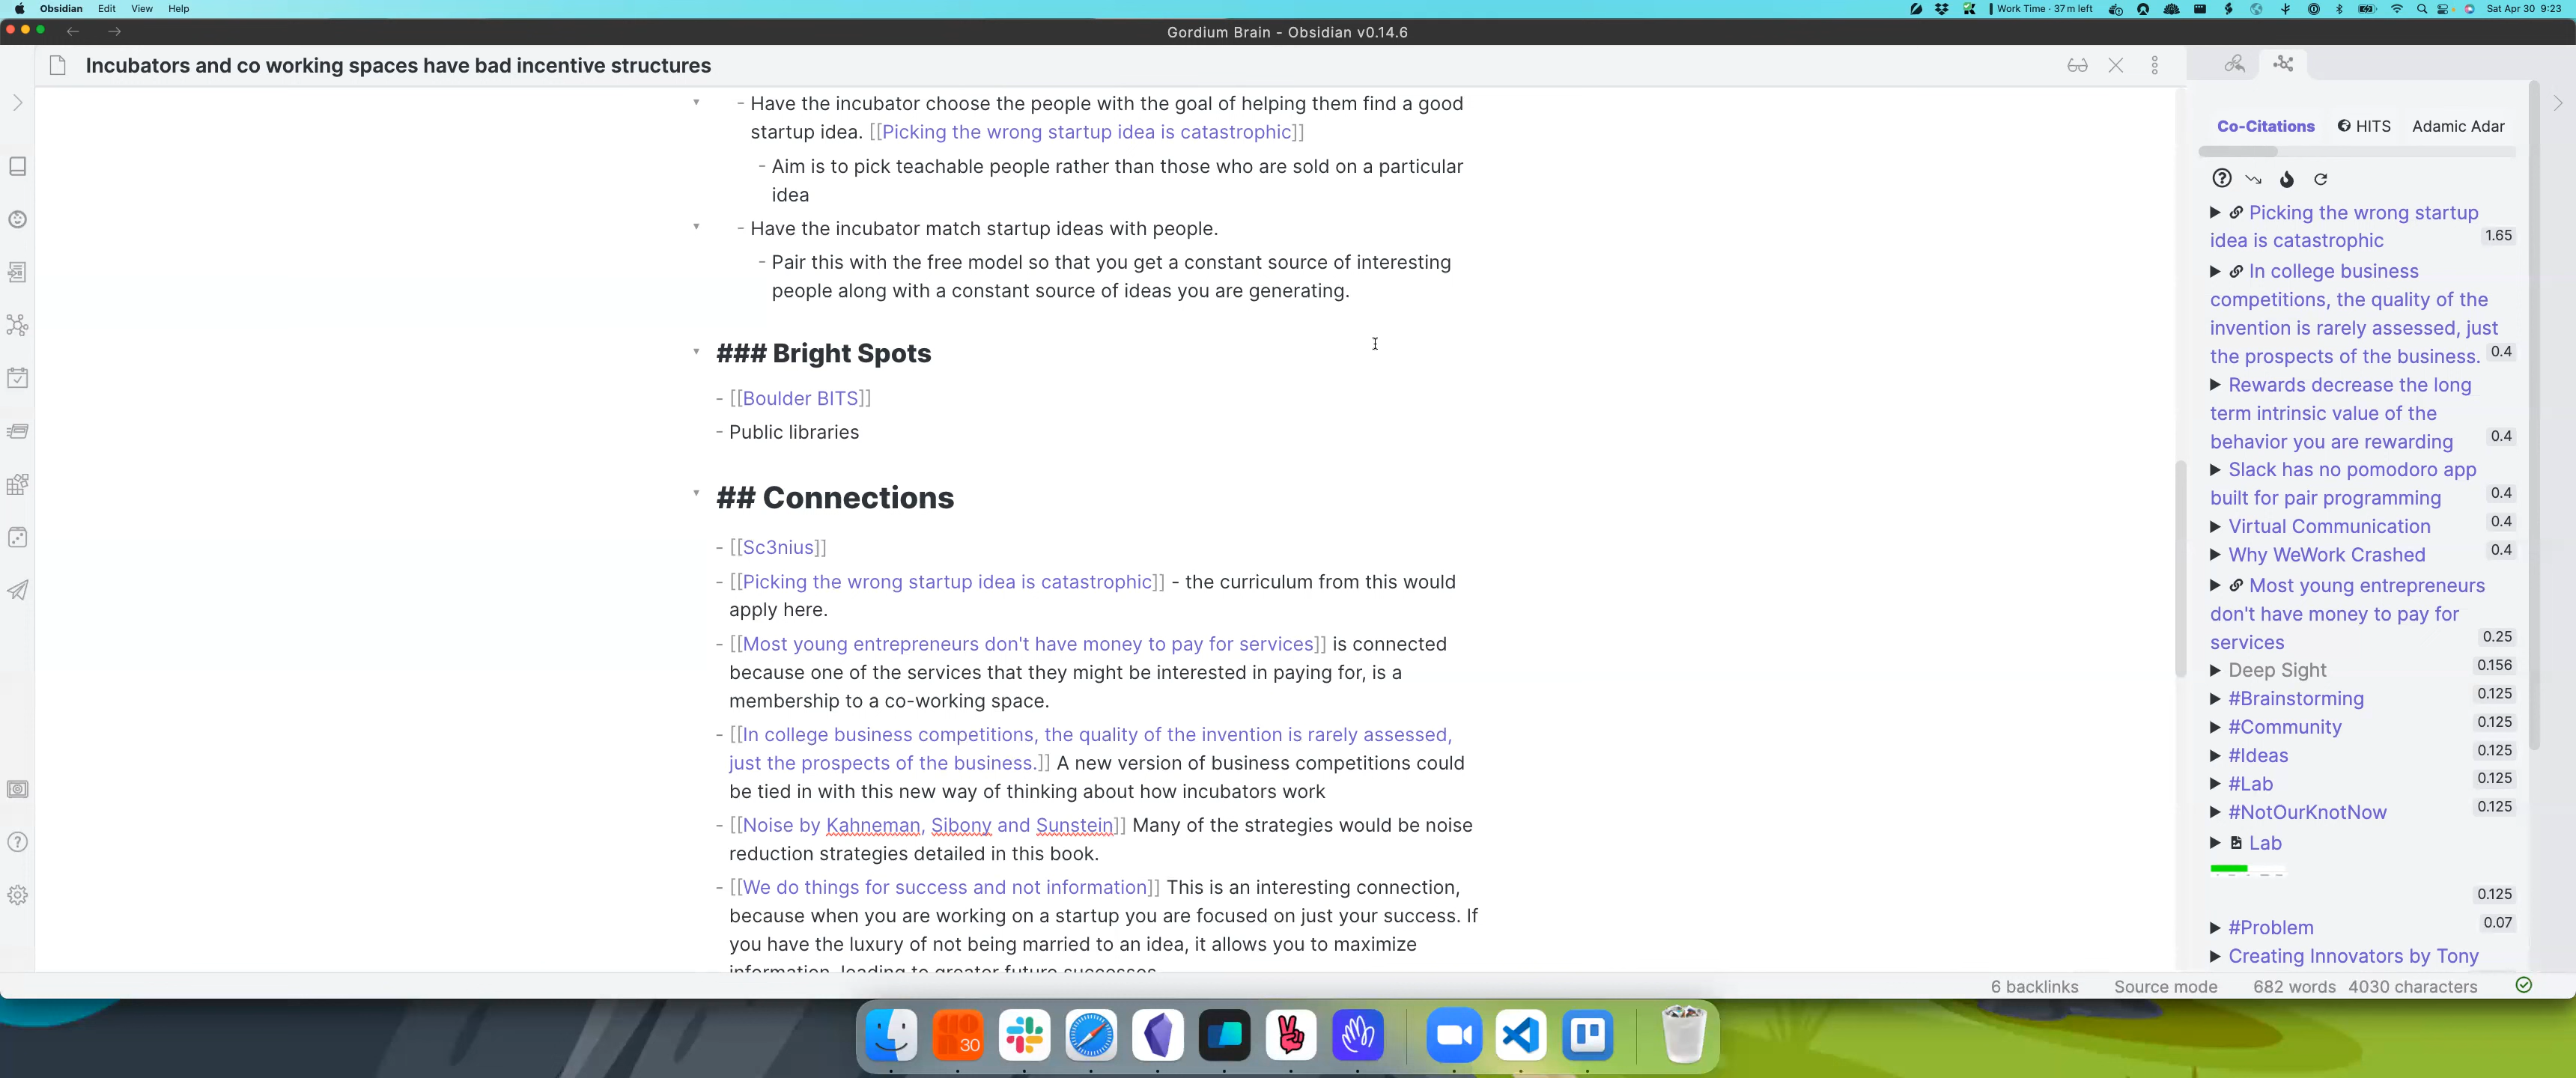 Obsidian Edit View Help
Work Time · 37 m left
Sat Apr 30 9:23
Gordium Brain - Obsidian v0.14.6
Incubators and co working spaces have bad incentive structures
- Have the incubator choose the people with the goal of helping them find a good
startup idea. [[Picking the wrong startup idea is catastrophic]]
- Aim is to pick teachable people rather than those who are sold on a particular
idea
- Have the incubator match startup ideas with people.
- Pair this with the free model so that you get a constant source of interesting
people along with a constant source of ideas you are generating.
### Bright Spots
- [[Boulder BITS]]
- Public libraries
## Connections
- [[Sc3nius]]
- [[Picking the wrong startup idea is catastrophic]] - the curriculum from this would
apply here.
- [[Most young entrepreneurs don't have money to pay for services]] is connected
because one of the services that they might be interested in paying for, is a
membership to a co-working space.
- [[In college business competitions, the quality of the invention is rarely assessed,
just the prospects of the business.]] A new version of business competitions could
be tied in with this new way of thinking about how incubators work
- [[Noise by Kahneman, Sibony and Sunstein]] Many of the strategies would be noise
reduction strategies detailed in this book.
- [[We do things for success and not information]] This is an interesting connection,
because when you are working on a startup you are focused on just your success. If
you have the luxury of not being married to an idea, it allows you to maximize
information, leading to greater future successes.
Co-Citations HITS Adamic Adar
Picking the wrong startup
idea is catastrophic 1.65
In college business
competitions, the quality of the
invention is rarely assessed, just
the prospects of the business. 0.4
Rewards decrease the long
term intrinsic value of the
behavior you are rewarding 0.4
Slack has no pomodoro app
built for pair programming 0.4
Virtual Communication 0.4
Why WeWork Crashed 0.4
Most young entrepreneurs
don't have money to pay for
services 0.25
Deep Sight 0.156
#Brainstorming 0.125
#Community 0.125
#Ideas 0.125
#Lab 0.125
#NotOurKnotNow 0.125
Lab
0.125
#Problem 0.07
Creating Innovators by Tony
6 backlinks Source mode 682 words 4030 characters
30